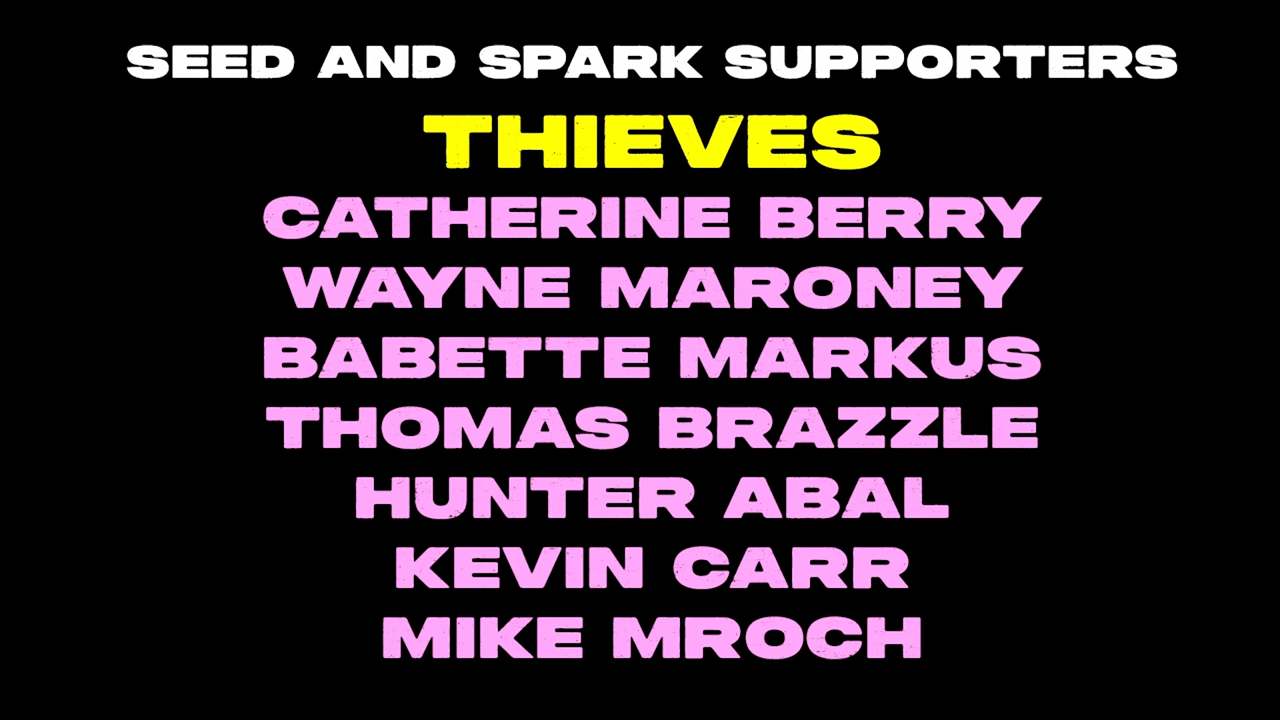 SEED AND SPARK SUPPORTERS
THIEVES
CATHERINE BERRY
WAYNE MARONEY
BABETTE MARKUS
THOMAS BRAZZLE
HUNTER ABAL
KEVIN CARR
MIKE MROCH